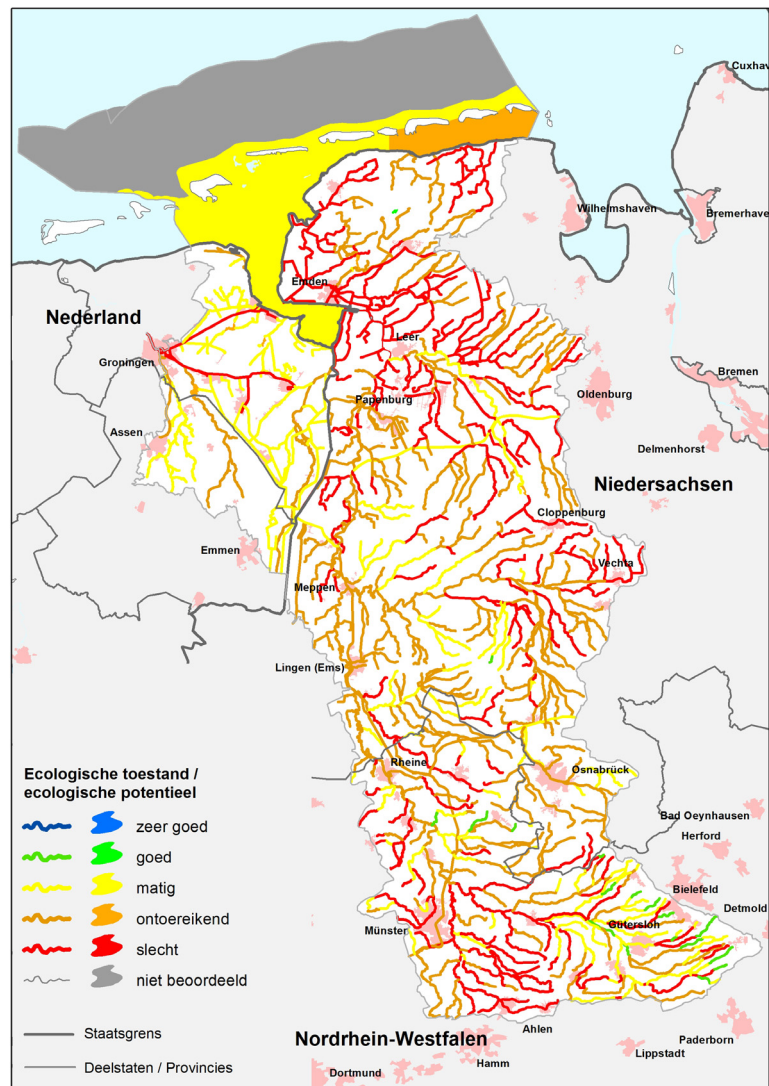 Cuxhav
Wilhelmshaven
Bremerhave
Emden
Nederland
Leer
Groningen
Bremen
Oldenburg
Papenburg
Assen
Delmenhorst
Niedersachsen
Cloppenburg
Emmen
Vechta
Meppen
Lingen (Ems)
Rheine
Osnabrück
Bad Oeynhausen
Herford
Bielefeld
Detmold
Gütersloh
Münster
Ahlen
Nordrhein-Westfalen
Paderborn
Lippstadt
Hamm
Dortmund
Ecologische toestand /
ecologische potentieel
zeer goed
goed
matig
ontoereikend
slecht
niet beoordeeld
Staatsgrens
Deelstaten / Provincies